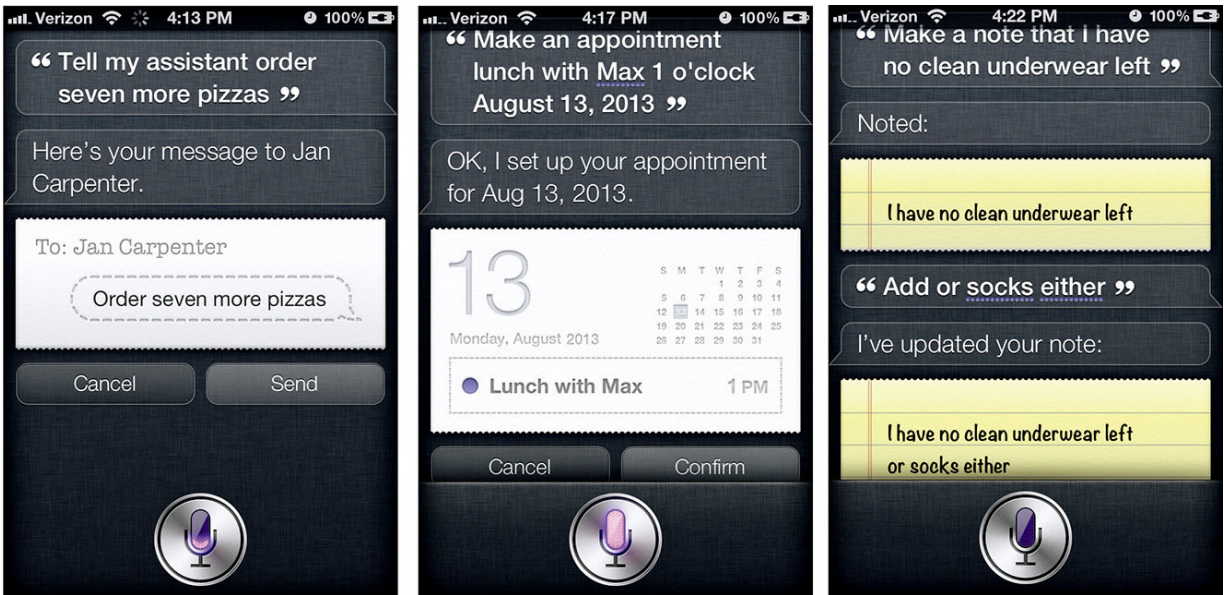 Verizon 4:13 PM 100%
“ Tell my assistant order
seven more pizzas ”
Here’s your message to Jan
Carpenter.
To: Jan Carpenter
Order seven more pizzas
Cancel Send
Verizon 4:17 PM 100%
“ Make an appointment
lunch with Max 1 o'clock
August 13, 2013 ”
OK, I set up your appointment
for Aug 13, 2013.
13
Monday, August 2013
S M T W T F S
1 2 3 4
5 6 7 8 9 10 11
12 13 14 15 16 17 18
19 20 21 22 23 24 25
26 27 28 29 30 31
Lunch with Max 1 PM
Cancel Confirm
Verizon 4:22 PM 100%
“ Make a note that I have
no clean underwear left ”
Noted:
I have no clean underwear left
“ Add or socks either ”
I’ve updated your note:
I have no clean underwear left
or socks either